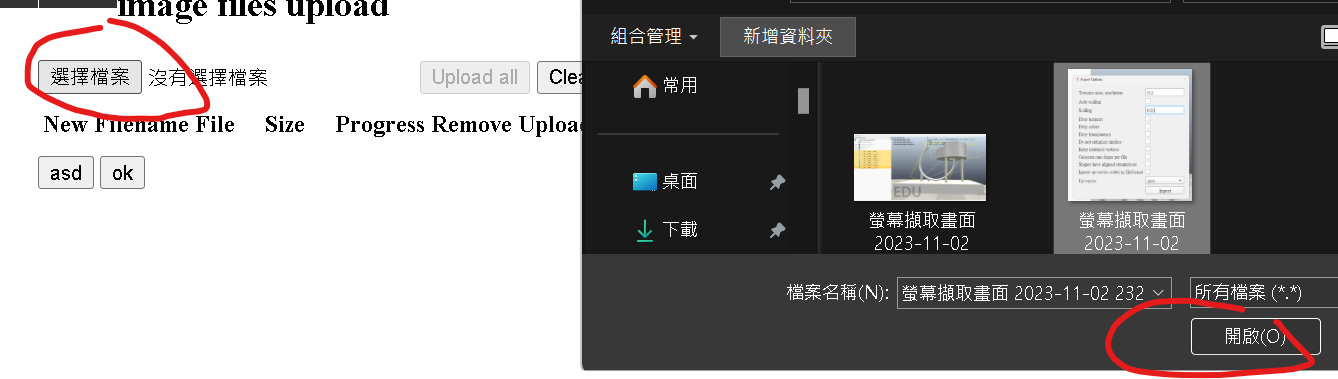 image files upload
選擇檔案 沒有選擇檔案
Upload all
New Filename File Size Progress Remove
asd ok
組合管理 新增資料夾
常用
桌面
下載
EDU
螢幕擷取畫面
2023-11-02
Import Options
螢幕擷取畫面
2023-11-02
檔案名稱(N): 螢幕擷取畫面 2023-11-02 232
所有檔案 (*.*)
開啟(O)